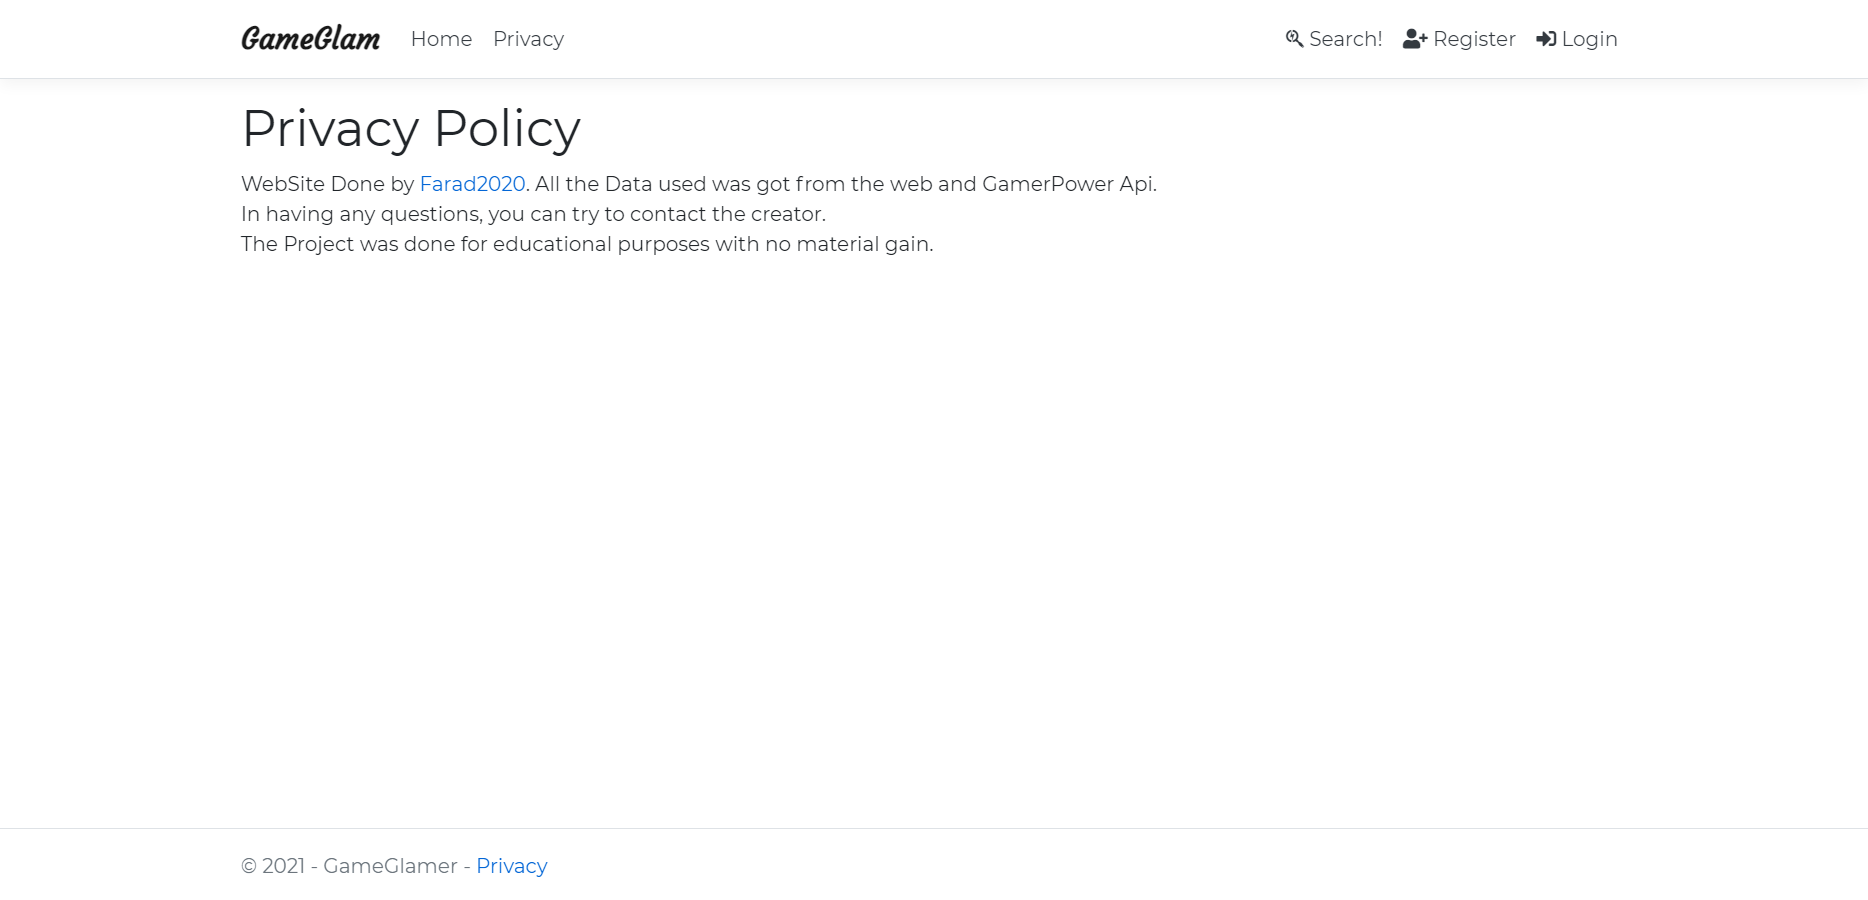 GameGlam Home Privacy Search! Register Login
Privacy Policy
WebSite Done by Farad2020. All the Data used was got from the web and GamerPower Api.
In having any questions, you can try to contact the creator.
The Project was done for educational purposes with no material gain.
© 2021 - GameGlamer - Privacy